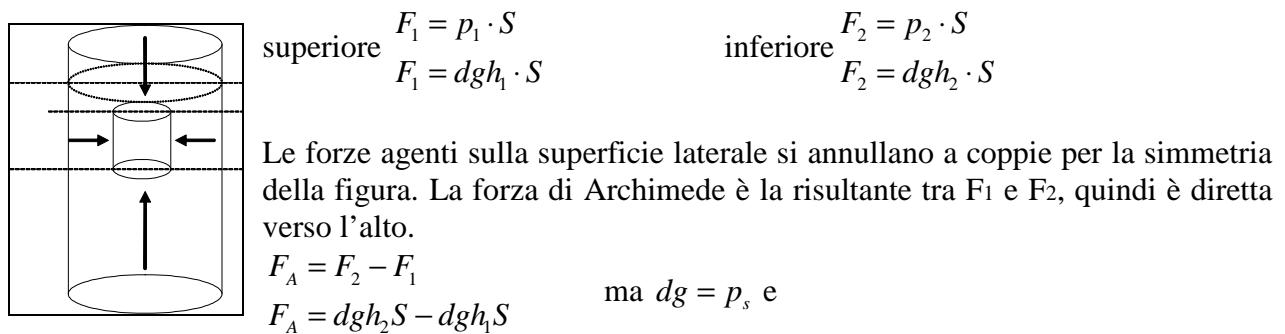 superiore F₁ = p₁ · S
F₁ = dgh₁ · S
inferiore F₂ = p₂ · S
F₂ = dgh₂ · S
Le forze agenti sulla superficie laterale si annullano a coppie per la simmetria
della figura. La forza di Archimede è la risultante tra F1 e F2, quindi è diretta
verso l’alto.
F_A = F₂ − F₁
F_A = dgh₂S − dgh₁S
ma dg = pₛ e